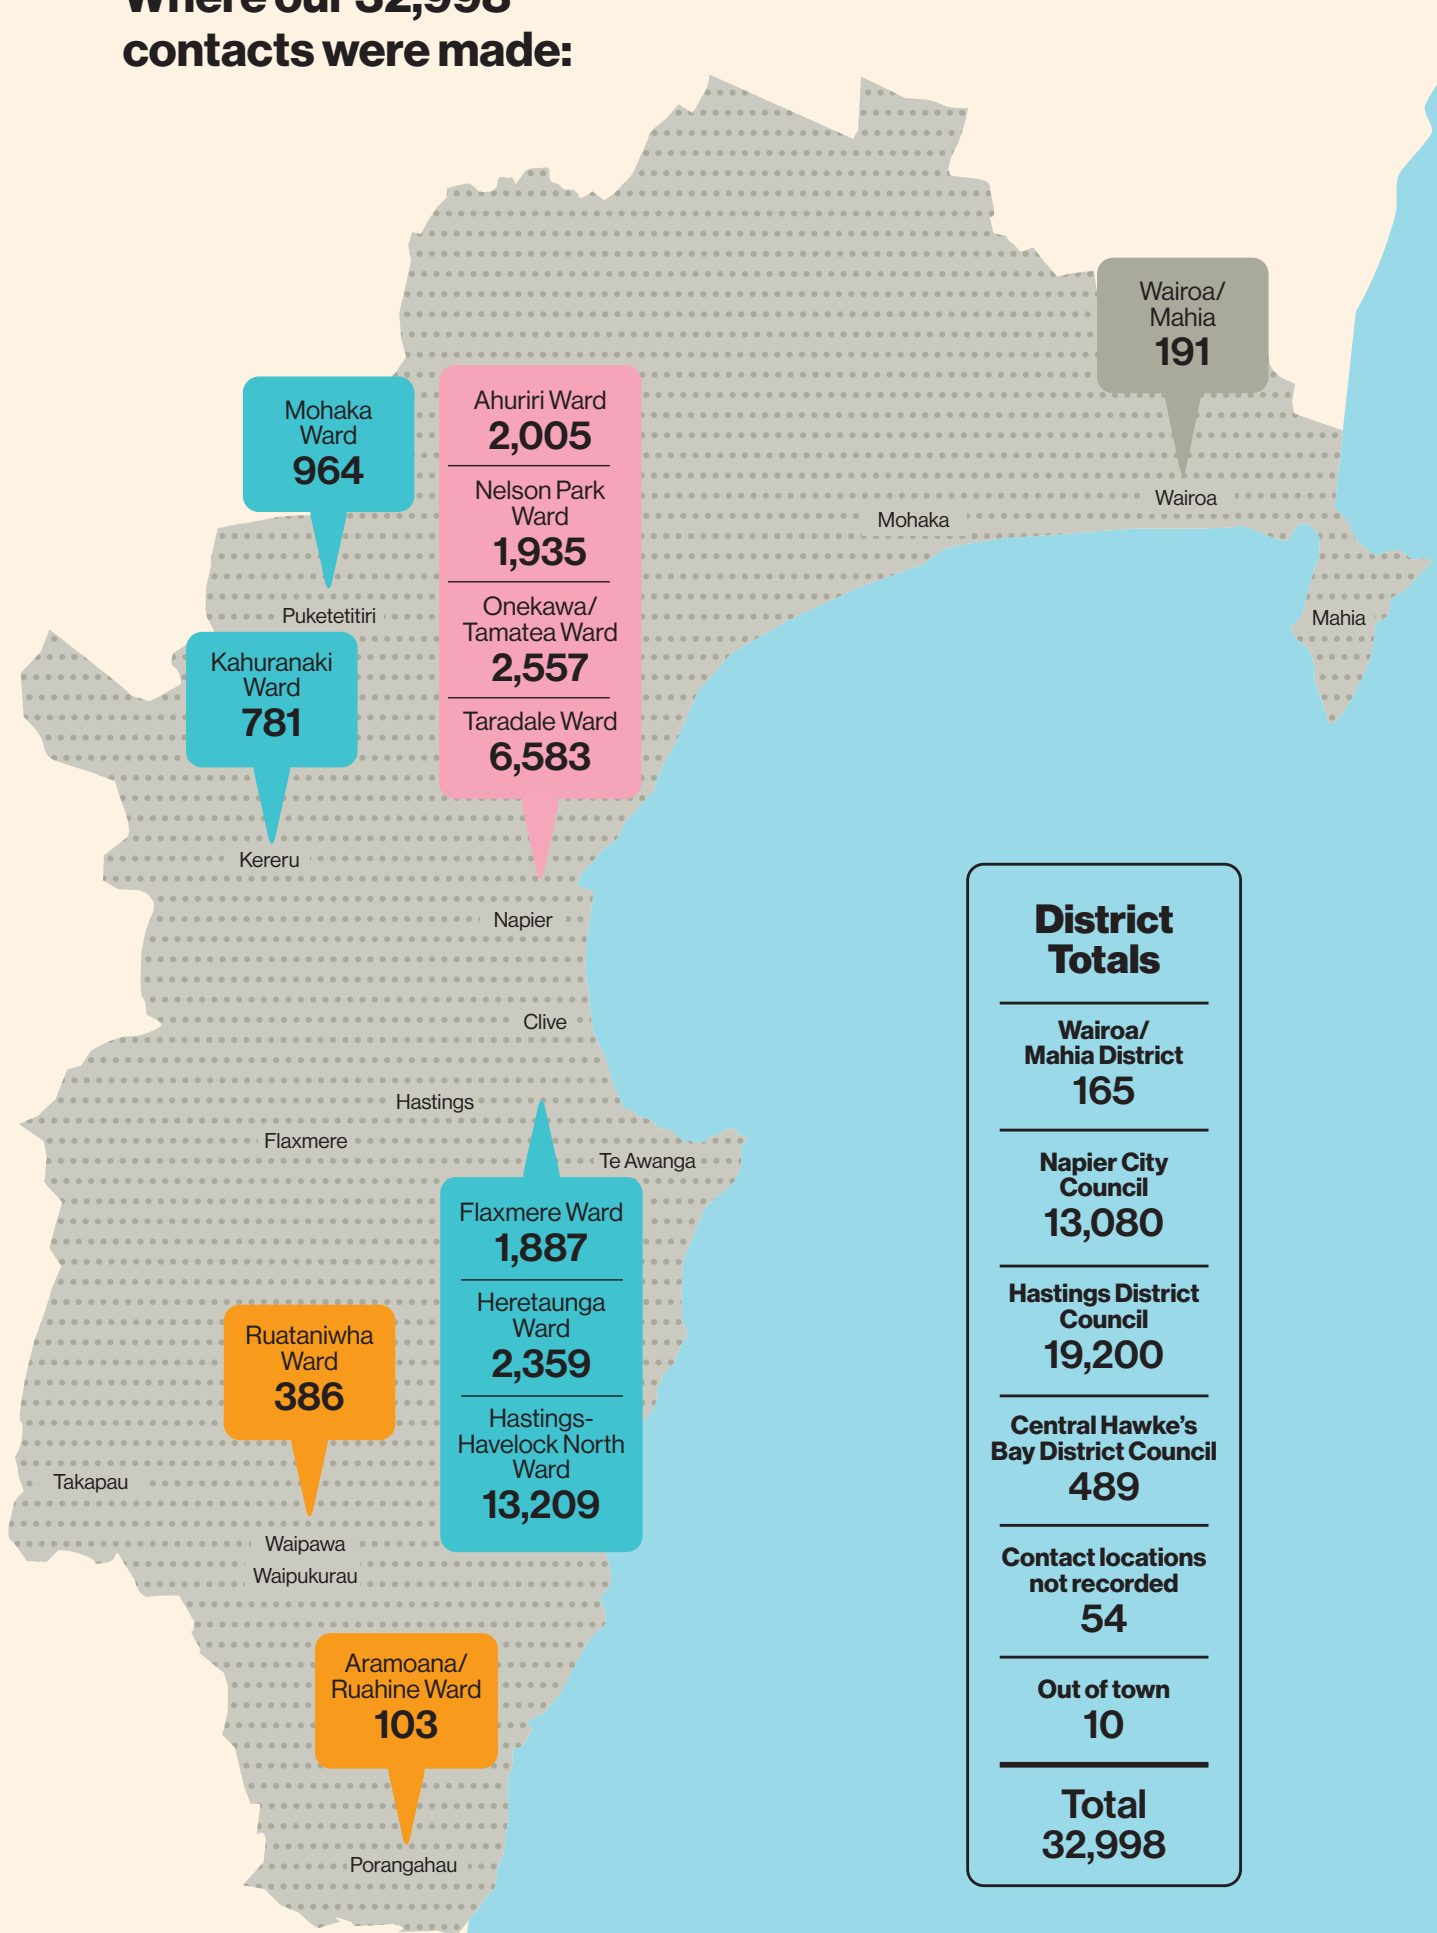 Where our 32,998
contacts were made:
Wairoa/
Mahia
191
Mohaka
Ward
964
Ahuriri Ward
2,005
Nelson Park
Ward
1,935
Onekawa/
Tamatea Ward
2,557
Taradale Ward
6,583
Wairoa
Mohaka
Puketetitiri
Mahia
Kahuranaki
Ward
781
Kereru
Napier
Clive
Hastings
Flaxmere
Te Awanga
Flaxmere Ward
1,887
Heretaunga
Ward
2,359
Hastings-
Havelock North
Ward
13,209
Ruataniwha
Ward
386
Takapau
Waipawa
Waipukurau
Aramoana/
Ruahine Ward
103
Porangahau
District
Totals
Wairoa/
Mahia District
165
Napier City
Council
13,080
Hastings District
Council
19,200
Central Hawke's
Bay District Council
489
Contact locations
not recorded
54
Out of town
10
Total
32,998